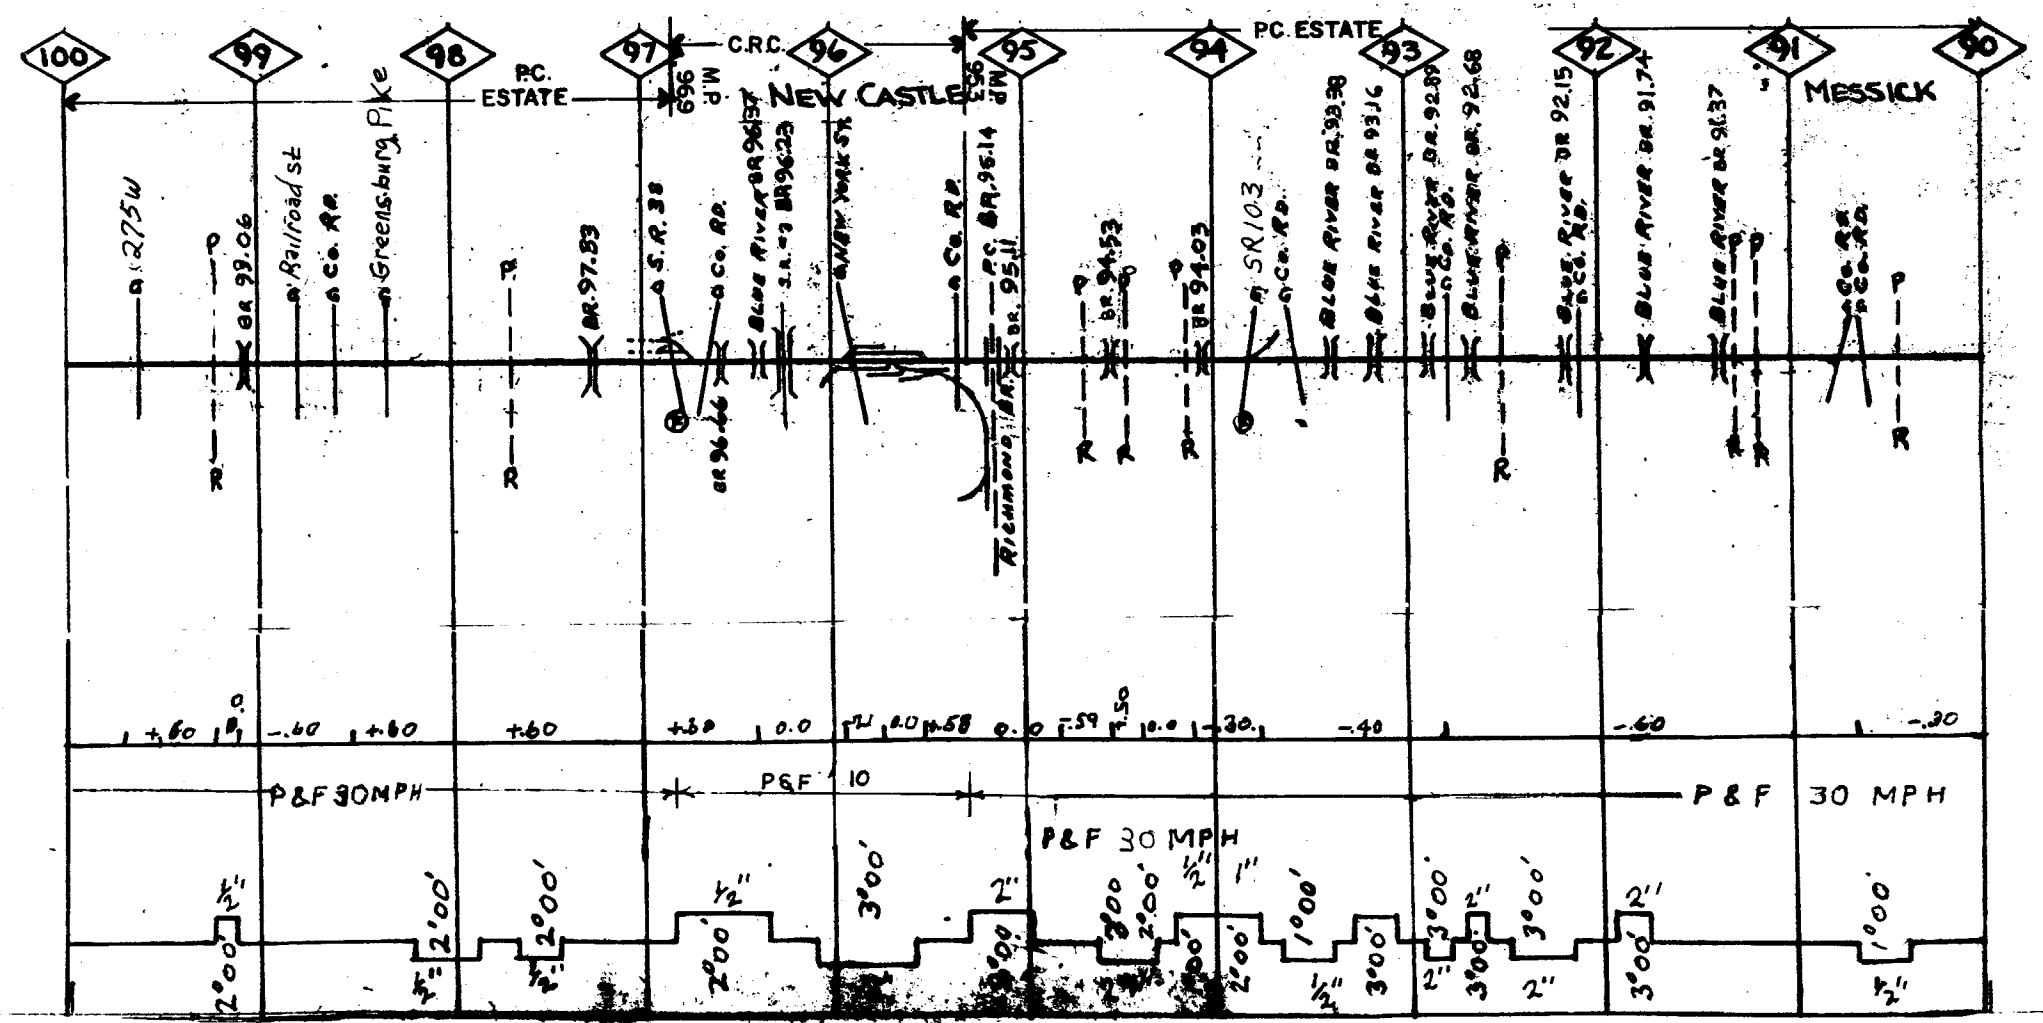 100
99
98
97
96
95
94
93
92
91
90
C.R.C.
P.C. ESTATE
P.C.
ESTATE
M.P.
96.9
NEW CASTLE
M.P.
95.3
MESSICK
275W
BR 99.06
Railroad st
Co. RD.
Greensburg Pike
BR. 97.83
S.R. 38
Co. RD.
BR 96.66
BLUE RIVER BR 96.37
S.R. #3 BR 96.23
NEW YORK ST.
Co. RD.
P.C. BR. 95.14
RICHMOND BR.
BR. 95.11
BR. 94.53
BR 94.03
SR 103
Co. RD.
BLUE RIVER BR. 93.38
BLUE RIVER BR 93.16
BLUE RIVER BR. 92.89
Co. RD.
BLUE RIVER BR. 92.68
BLUE RIVER BR 92.15
Co. RD.
BLUE RIVER BR. 91.74
BLUE RIVER BR 91.37
Co. RD
Co. RD.
P P P P P P P P P
R R R R R R R R R
+.60 0. -.60 +.60 +.60 0.0 0.0 +.58 0.0 -.59 +.50 0.0 -.30 -.40 -.60
P & F 30 MPH
P & F 10
P & F 30 MPH
P & F 30 MPH
1/2" 2°00' 2°00' 1/2" 3°00' 2" 2°00' 1/2" 1" 1°00' 3°00' 2" 3°00' 2" 1°00'
2°00' 1/2" 1/2" 2°00' 2°00' 1/2" 3°00' 2" 3°00' 2" 3°00' 1/2"